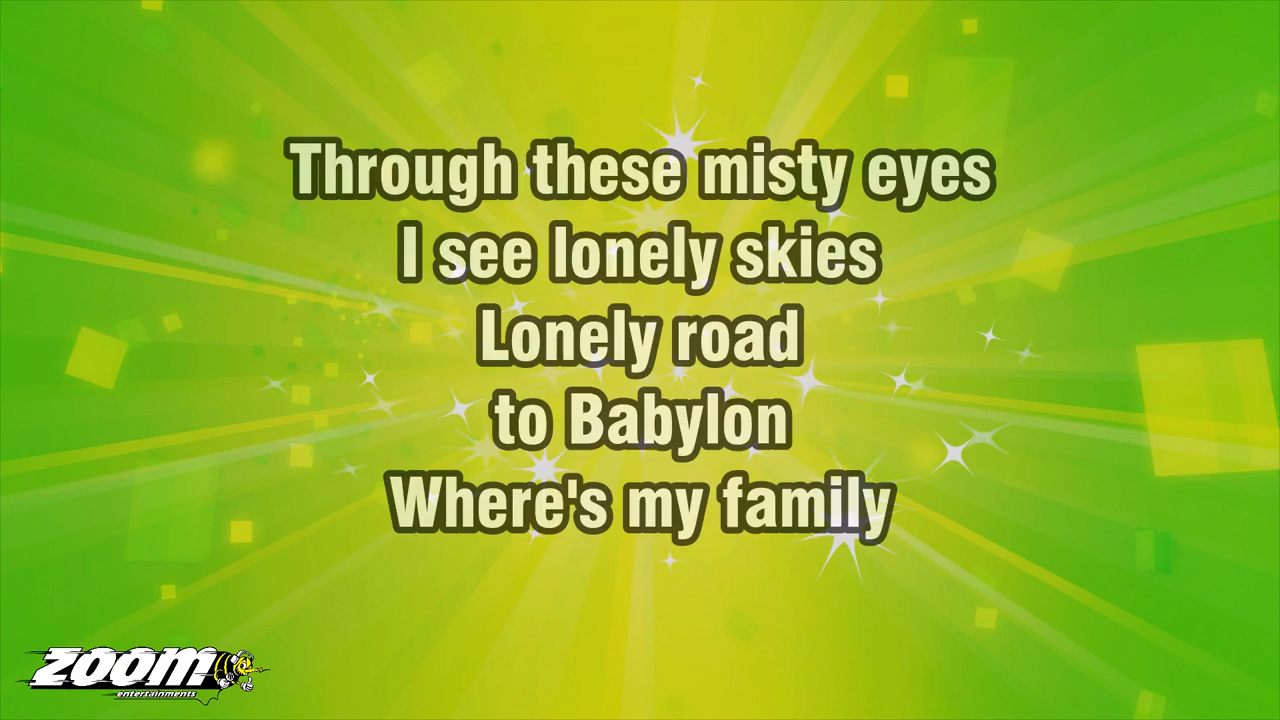 Through these misty eyes
I see lonely skies
Lonely road
to Babylon
Where's my family
zoom
entertainments